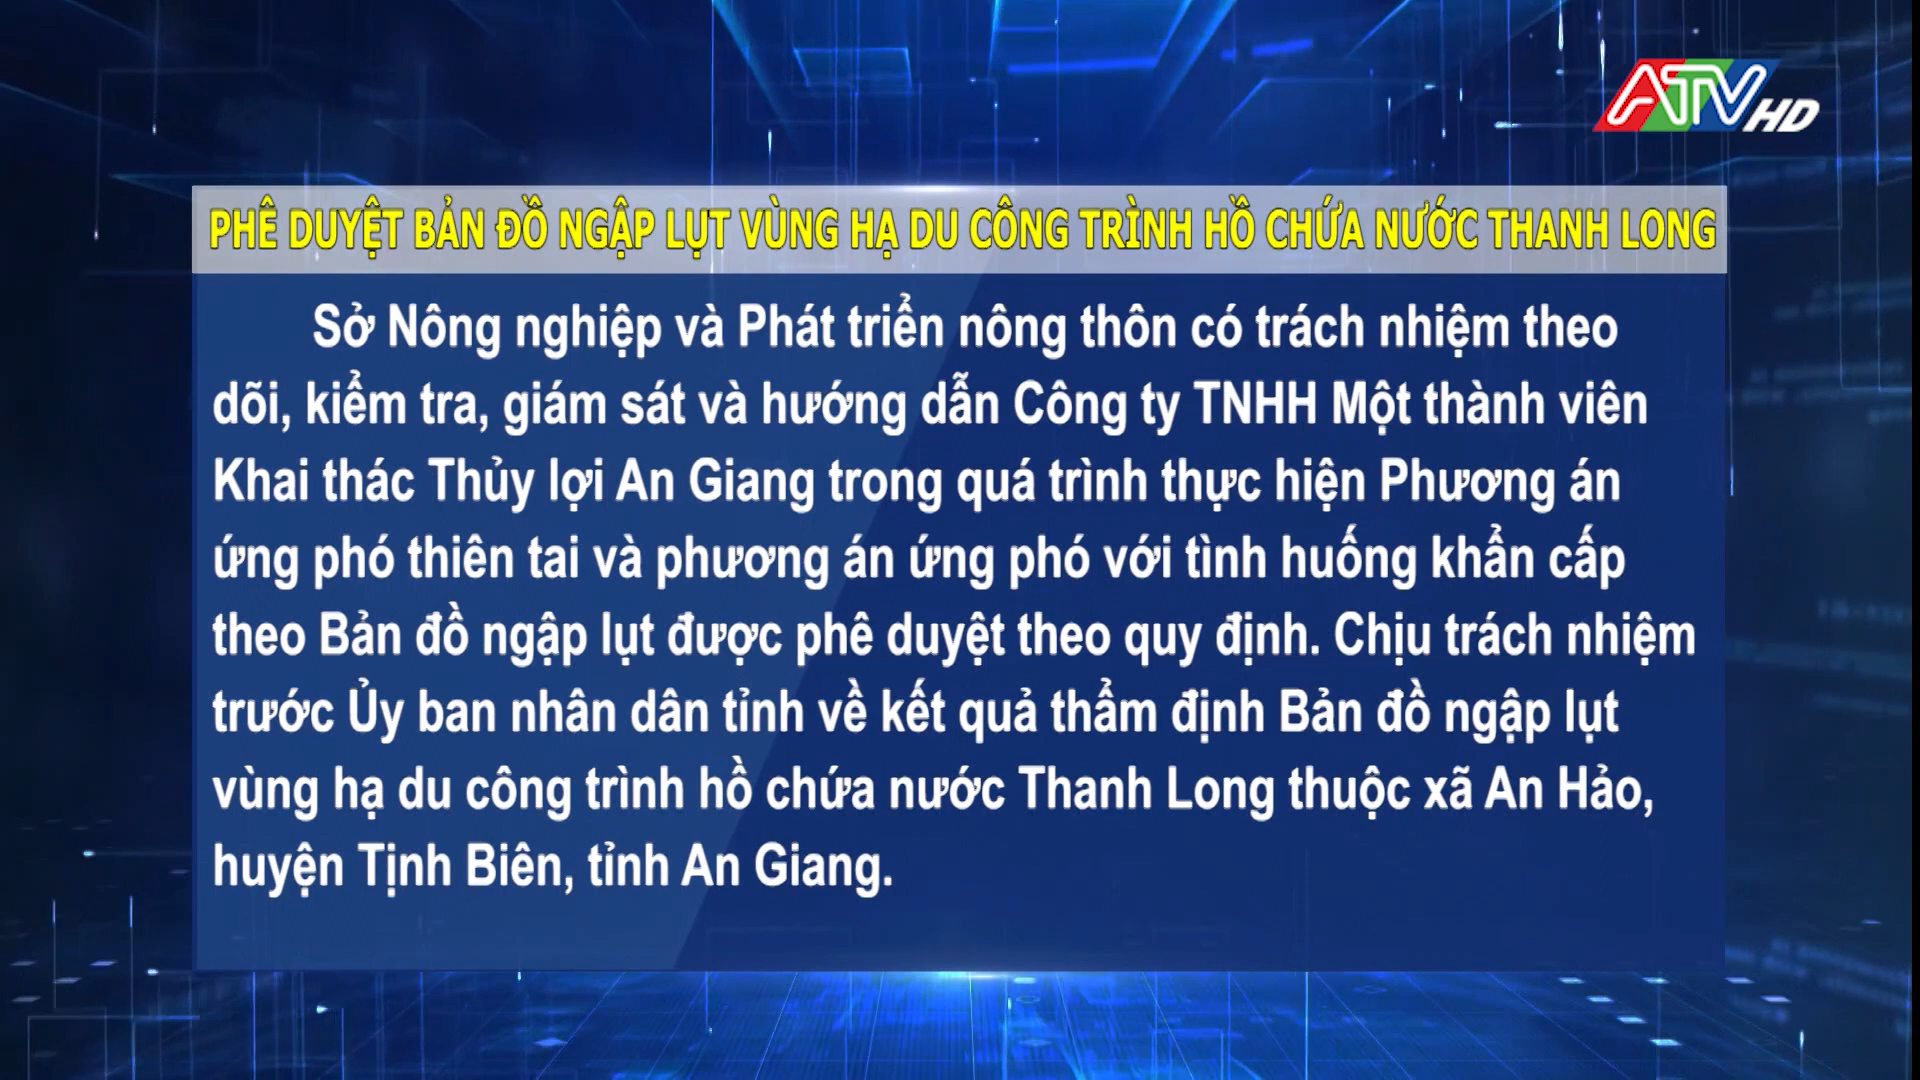 ATV HD
PHÊ DUYỆT BẢN ĐỒ NGẬP LỤT VÙNG HẠ DU CÔNG TRÌNH HỒ CHỨA NƯỚC THANH LONG
Sở Nông nghiệp và Phát triển nông thôn có trách nhiệm theo
dõi, kiểm tra, giám sát và hướng dẫn Công ty TNHH Một thành viên
Khai thác Thủy lợi An Giang trong quá trình thực hiện Phương án
ứng phó thiên tai và phương án ứng phó với tình huống khẩn cấp
theo Bản đồ ngập lụt được phê duyệt theo quy định. Chịu trách nhiệm
trước Ủy ban nhân dân tỉnh về kết quả thẩm định Bản đồ ngập lụt
vùng hạ du công trình hồ chứa nước Thanh Long thuộc xã An Hảo,
huyện Tịnh Biên, tỉnh An Giang.